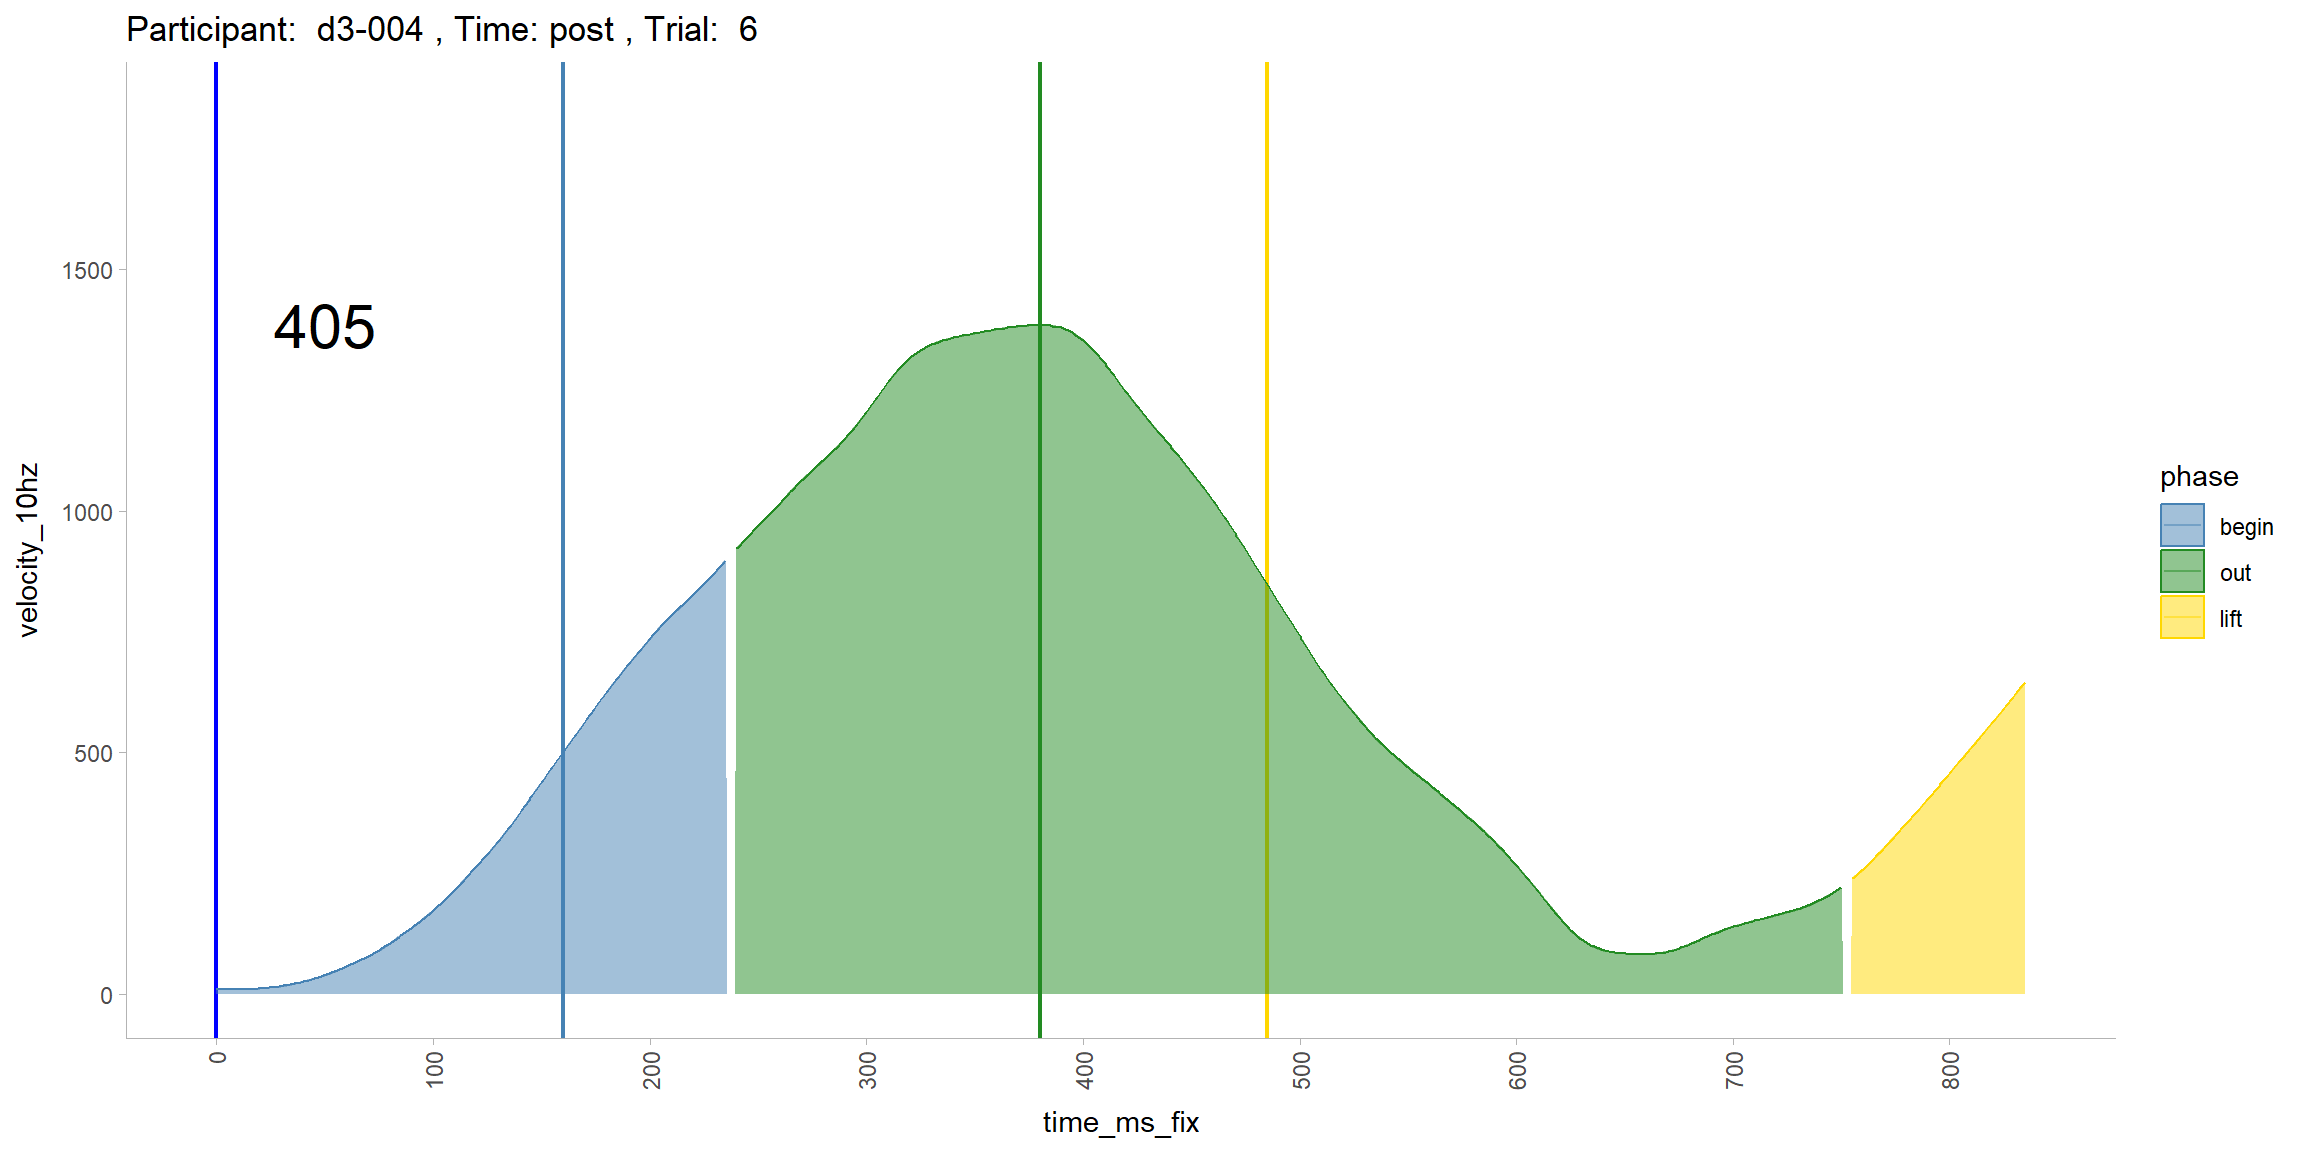 Participant:  d3-004 , Time: post , Trial:  6
1500
1000
500
0
405
velocity_10hz
0 100 200 300 400 500 600 700 800
time_ms_fix
phase
begin
out
lift